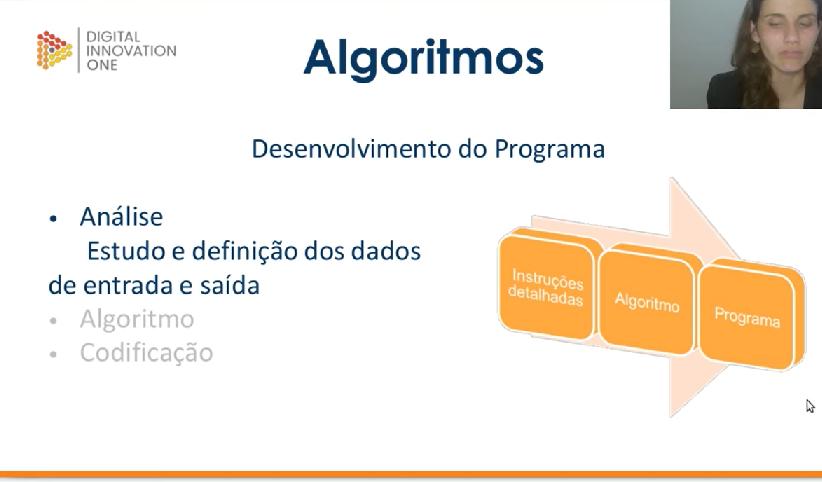 DIGITAL
INNOVATION
ONE
Algoritmos
Desenvolvimento do Programa
• Análise
Estudo e definição dos dados
de entrada e saída
• Algoritmo
• Codificação
Instruções
detalhadas
Algoritmo
Programa